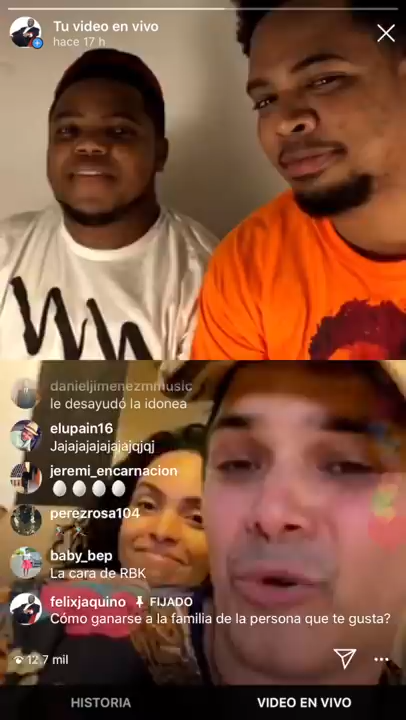 Tu video en vivo
hace 17 h
danieljimenezmmusic
le desayudó la idonea
elupain16
Jajajajajajajajqjqj
jeremi_encarnacion
🥚🥚🥚🥚
perezrosa104
baby_bep
La cara de RBK
felixjaquino 📌 FIJADO
Cómo ganarse a la familia de la persona que te gusta?
12.7 mil
HISTORIA
VIDEO EN VIVO